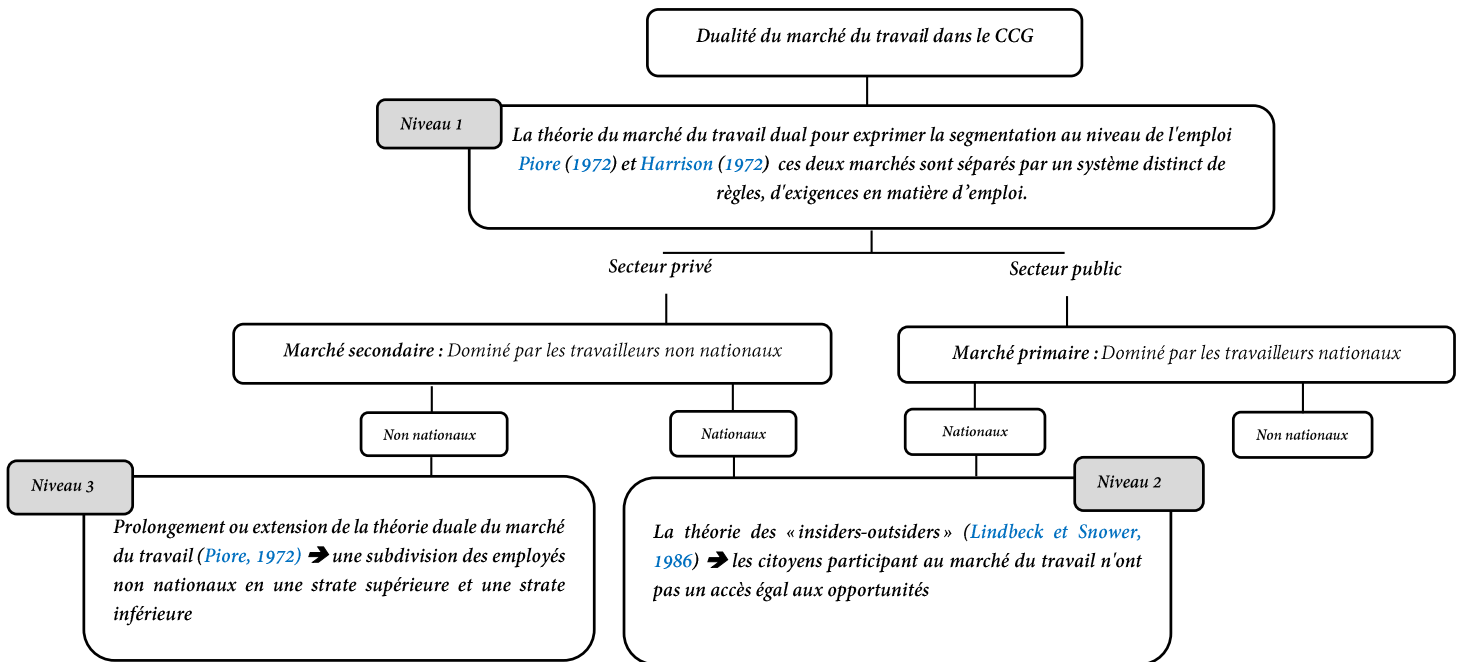 Dualité du marché du travail dans le CCG
Niveau 1
La théorie du marché du travail dual pour exprimer la segmentation au niveau de l'emploi
Piore (1972) et Harrison (1972) ces deux marchés sont séparés par un système distinct de
règles, d'exigences en matière d’emploi.
Secteur privé
Secteur public
Marché secondaire : Dominé par les travailleurs non nationaux
Marché primaire : Dominé par les travailleurs nationaux
Non nationaux
Nationaux
Nationaux
Non nationaux
Niveau 3
Prolongement ou extension de la théorie duale du marché
du travail (Piore, 1972) ➔ une subdivision des employés
non nationaux en une strate supérieure et une strate
inférieure
Niveau 2
La théorie des « insiders-outsiders » (Lindbeck et Snower,
1986) ➔ les citoyens participant au marché du travail n'ont
pas un accès égal aux opportunités